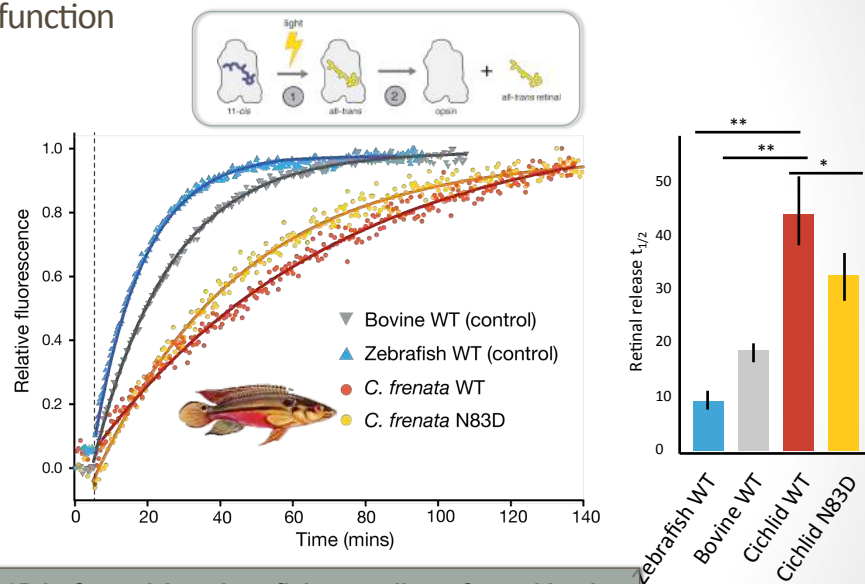 function
light
11-cis
1
all-trans
2
opsin
+
all-trans retinal
Relative fluorescence
1.0
0.8
0.6
0.4
0.2
0.0
Bovine WT (control)
Zebrafish WT (control)
C. frenata WT
C. frenata N83D
0 20 40 60 80 100 120 140
Time (mins)
**
**
*
Retinal release t1/2
50
40
30
20
10
0
Zebrafish WT
Bovine WT
Cichlid WT
Cichlid N83D